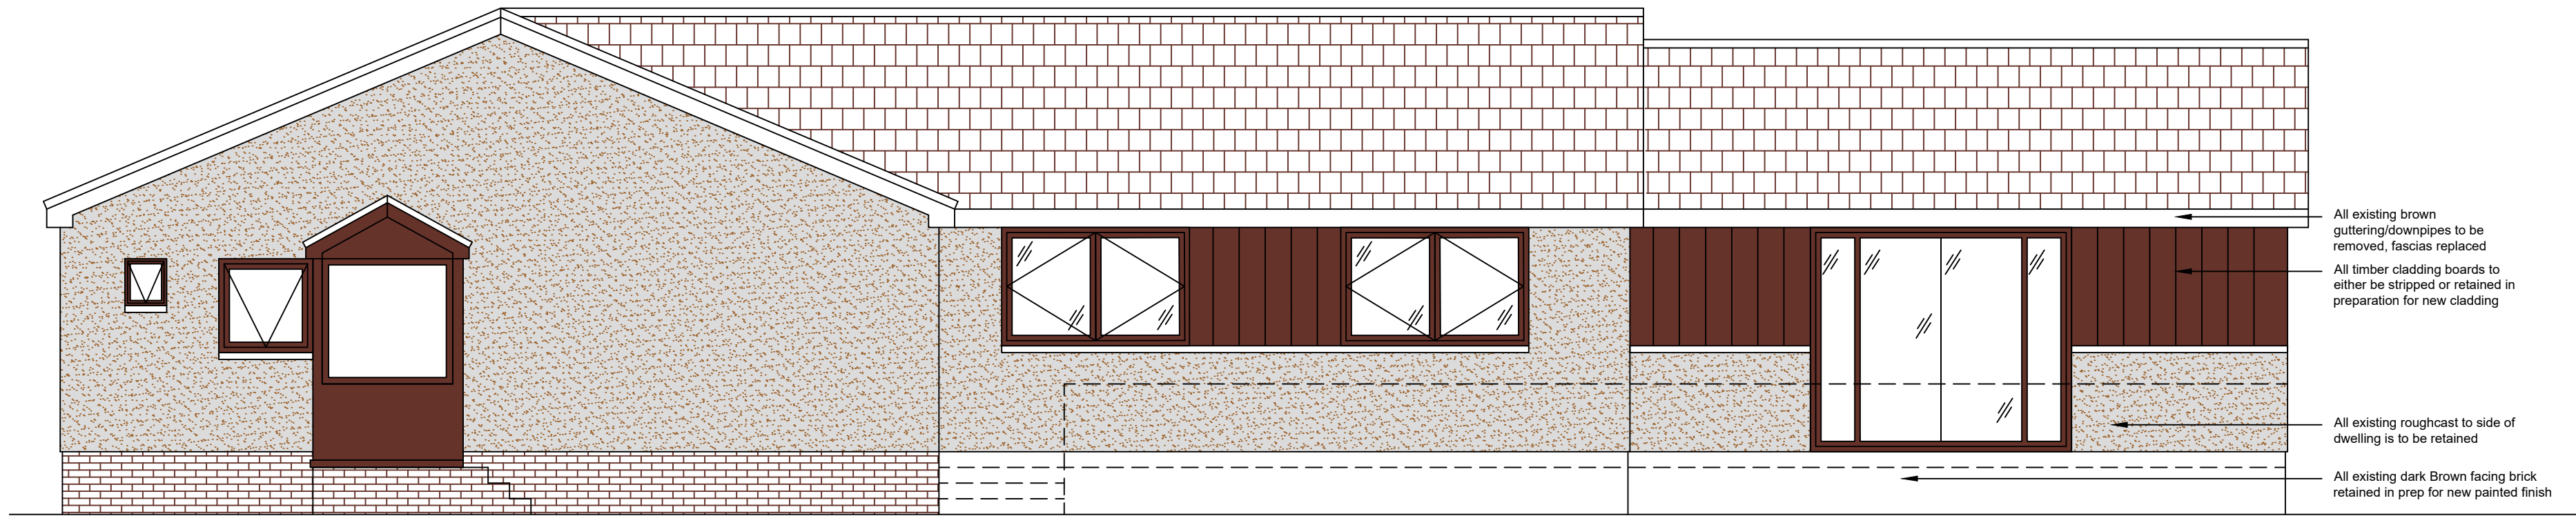 All existing brown
guttering/downpipes to be
removed, fascias replaced
All timber cladding boards to
either be stripped or retained in
preparation for new cladding
All existing roughcast to side of
dwelling is to be retained
All existing dark Brown facing brick
retained in prep for new painted finish